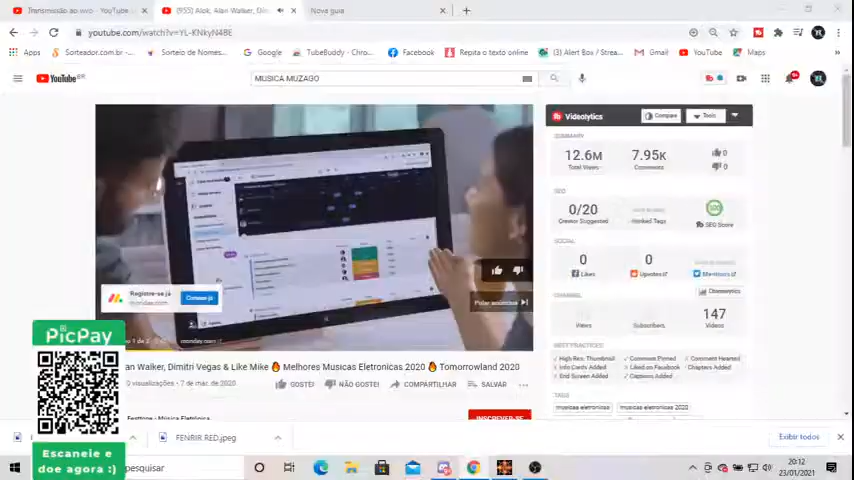 Transmissão ao vivo - YouTube
(955) Alok, Alan Walker, Dim
Nova guia
youtube.com/watch?v=YL-KNkyN4BE
Apps
Sorteador.com.br -
Sorteio de Nomes
Google
TubeBuddy - Chrom
Facebook
Repita o texto online
(3) Alert Box / Strea
Gmail
YouTube
Maps
YouTube BR
MUSICA MUZAGO
Videolytics
Compare
Tools
SUMMARY
12.6M
7.95K
0
Total Views
Comments
0
SEO
0/20
Creator Suggested
Ranked Tags
SEO Score
SOCIAL
0
0
Likes
Upvotes
Mentions
Channelytics
CHANNEL
147
Views
Subscribers
Videos
BEST PRACTICES
High Res. Thumbnail
Comment Pinned
Comment Hearted
Info Cards Added
Liked on Facebook
Chapters Added
End Screen Added
Captions Added
TAGS
musicas eletronicas
musicas eletronicas 2020
Registre-se já
monday.com
Comece já
Pular anúncios
monday.com
PicPay
an Walker, Dimitri Vegas & Like Mike 🔥 Melhores Musicas Eletronicas 2020 🔥 Tomorrowland 2020
visualizações • 7 de mar. de 2020
GOSTEI
NÃO GOSTEI
COMPARTILHAR
SALVAR
INSCREVER-SE
FENRIR RED.jpeg
Exibir todos
Escaneie e
doe agora :)
pesquisar
20:12
23/01/2021